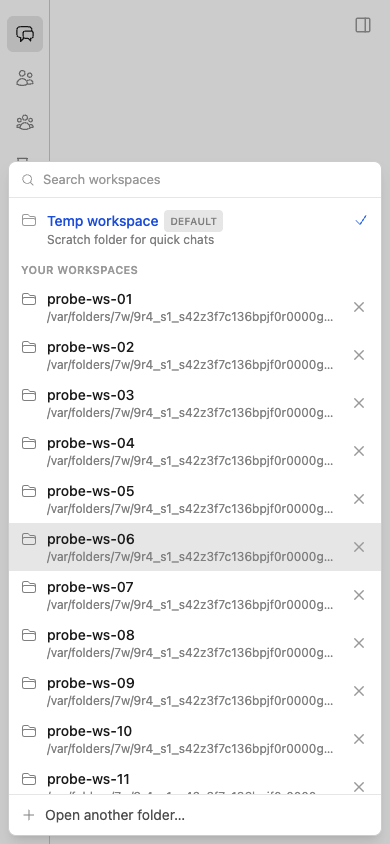 Search workspaces
Temp workspace DEFAULT
Scratch folder for quick chats
YOUR WORKSPACES
probe-ws-01
/var/folders/7w/9r4_s1_s42z3f7c136bpjf0r0000g...
probe-ws-02
/var/folders/7w/9r4_s1_s42z3f7c136bpjf0r0000g...
probe-ws-03
/var/folders/7w/9r4_s1_s42z3f7c136bpjf0r0000g...
probe-ws-04
/var/folders/7w/9r4_s1_s42z3f7c136bpjf0r0000g...
probe-ws-05
/var/folders/7w/9r4_s1_s42z3f7c136bpjf0r0000g...
probe-ws-06
/var/folders/7w/9r4_s1_s42z3f7c136bpjf0r0000g...
probe-ws-07
/var/folders/7w/9r4_s1_s42z3f7c136bpjf0r0000g...
probe-ws-08
/var/folders/7w/9r4_s1_s42z3f7c136bpjf0r0000g...
probe-ws-09
/var/folders/7w/9r4_s1_s42z3f7c136bpjf0r0000g...
probe-ws-10
/var/folders/7w/9r4_s1_s42z3f7c136bpjf0r0000g...
probe-ws-11
Open another folder...